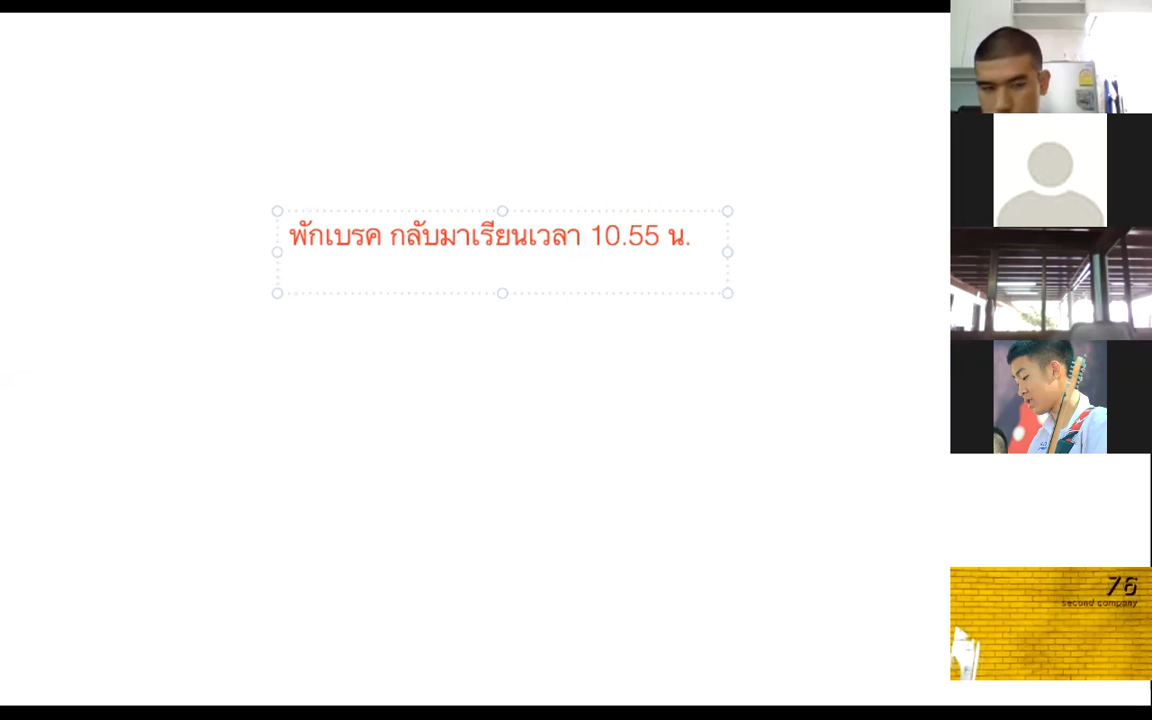 พักเบรค กลับมาเรียนเวลา 10.55 น.
76
second company